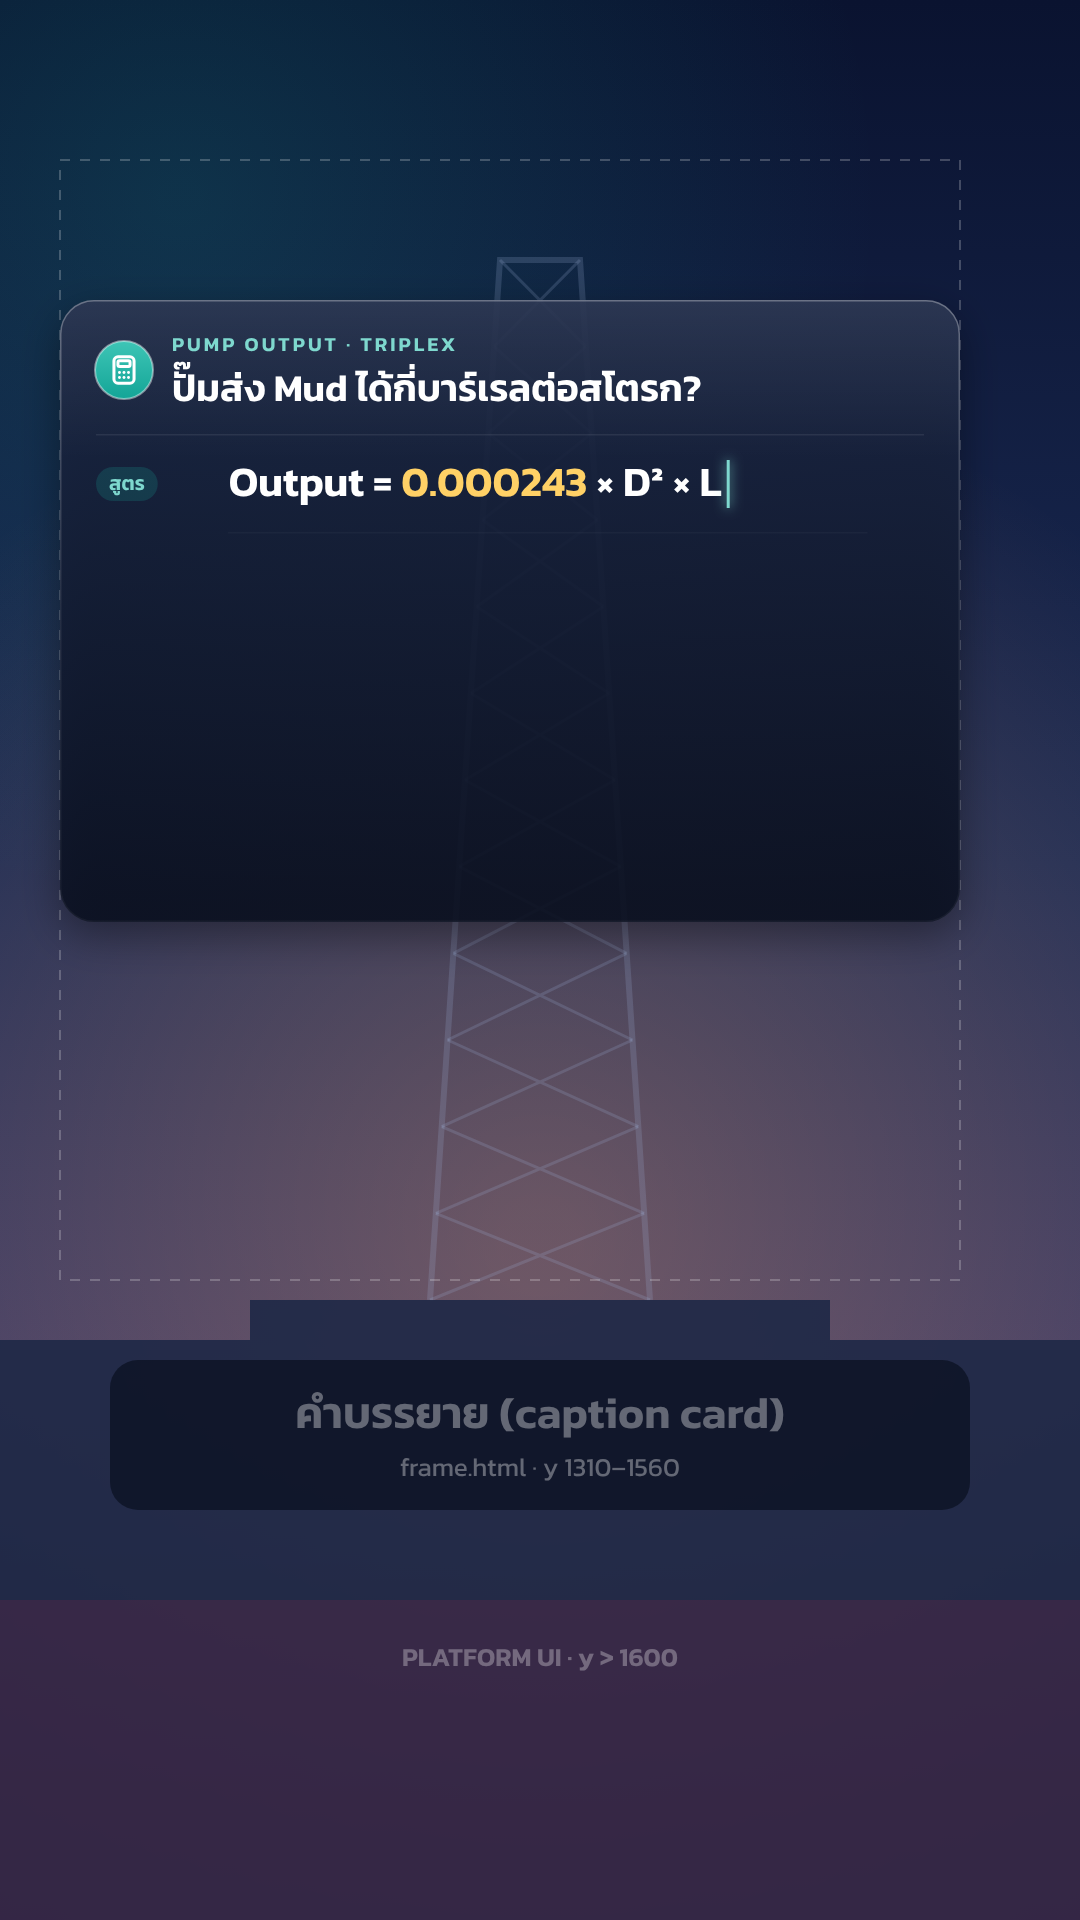 PUMP OUTPUT · TRIPLEX
ปั๊มส่ง Mud ได้กี่บาร์เรลต่อสโตรก?
สูตร
Output = 0.000243 × D² × L
คำบรรยาย (caption card)
frame.html · y 1310–1560
PLATFORM UI · y > 1600